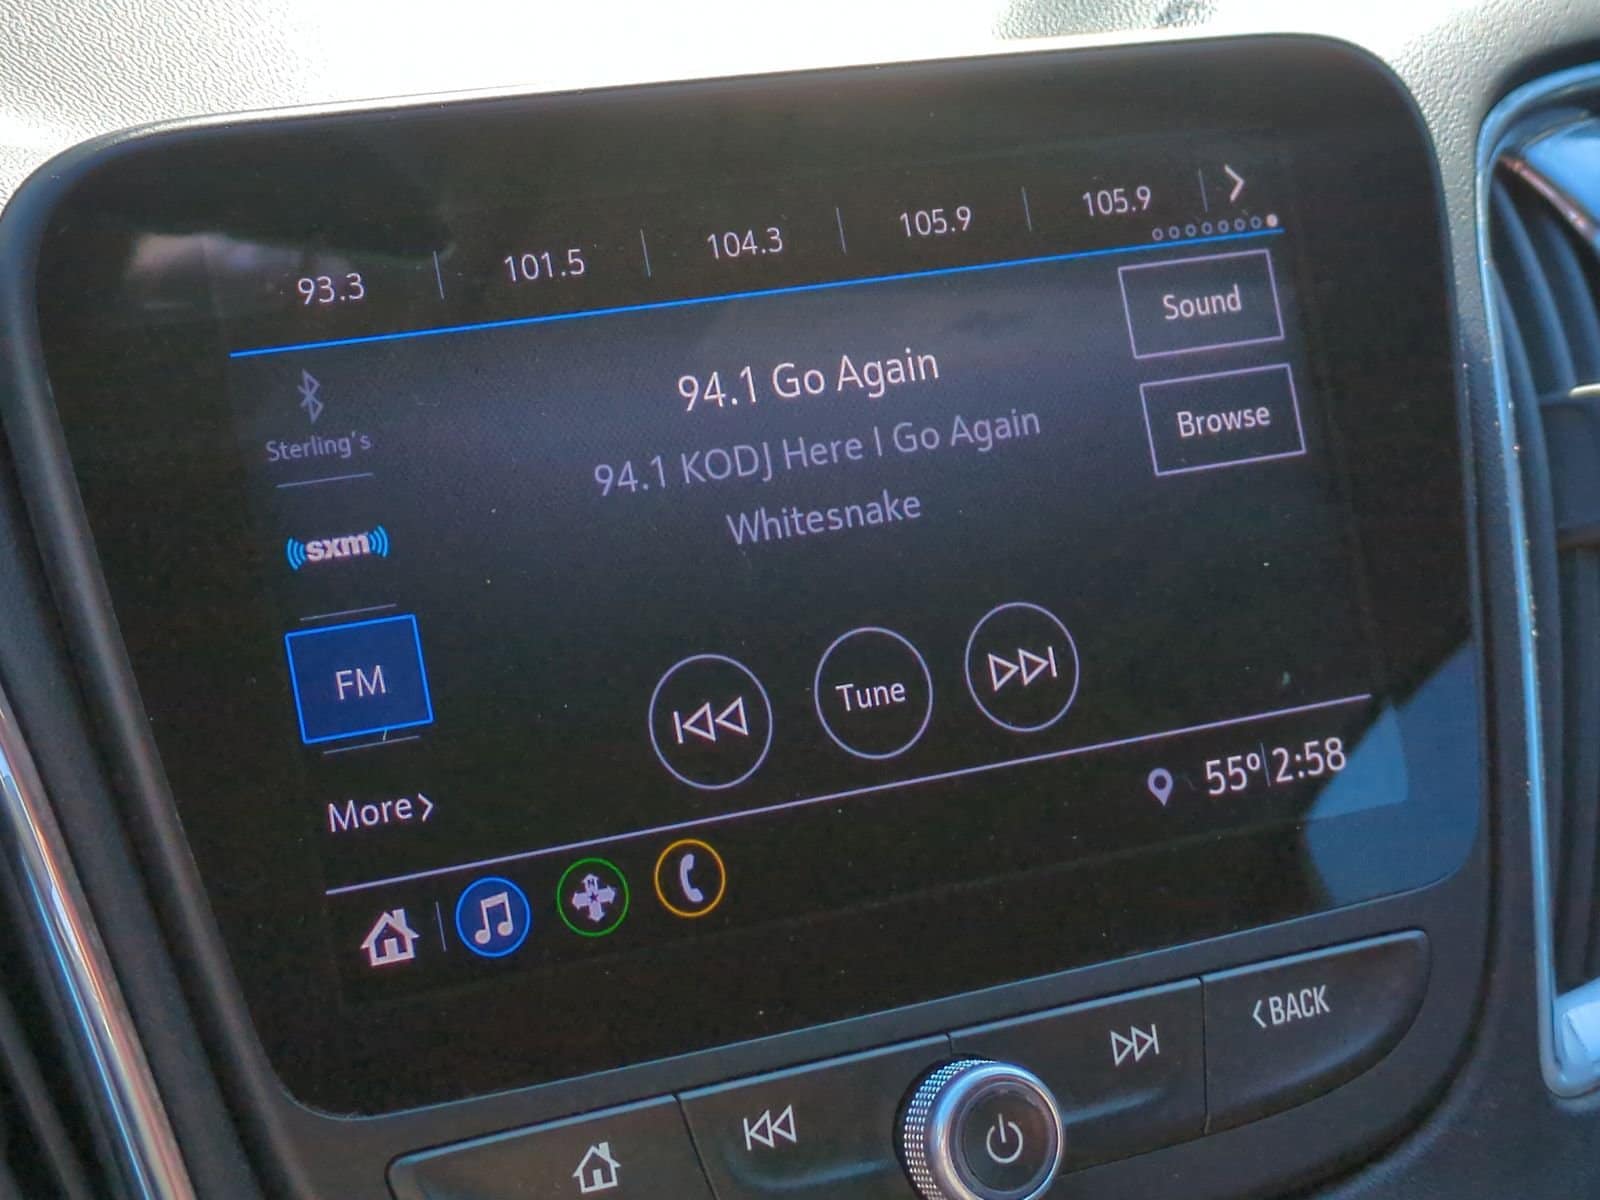 93.3 | 101.5 | 104.3 | 105.9 | 105.9
Sound
Browse
94.1 Go Again
94.1 KODJ Here I Go Again
Whitesnake
Sterling's
sxm
FM
More
Tune
55° 2:58
BACK